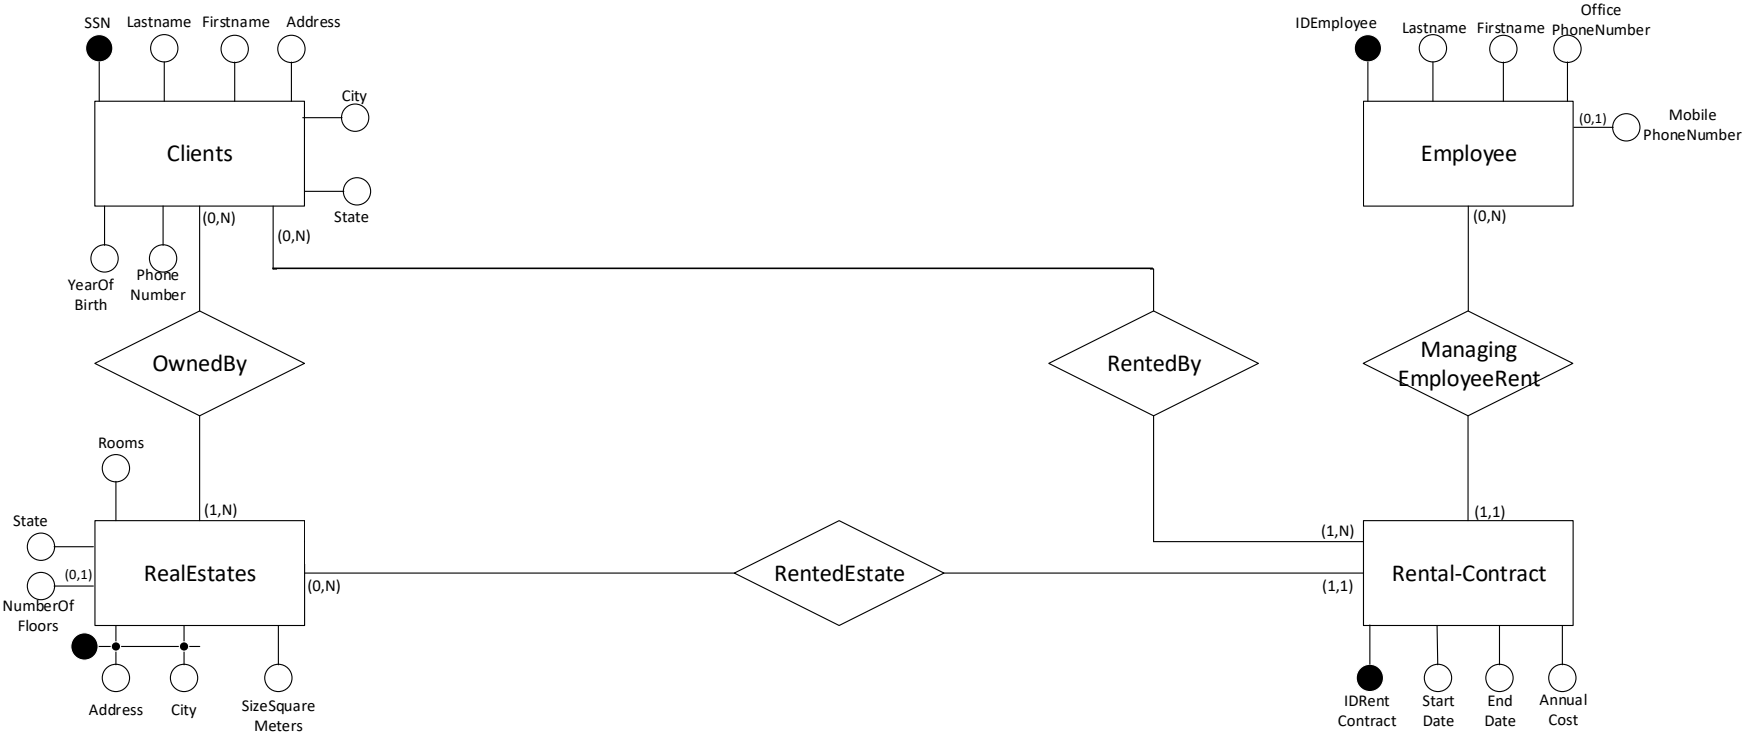 SSN
Lastname
Firstname
Address
City
Clients
State
(0,N)
(0,N)
YearOf
Birth
Phone
Number
IDEmployee
Lastname
Firstname
Office
PhoneNumber
(0,1)
Mobile
PhoneNumber
Employee
(0,N)
OwnedBy
RentedBy
Managing
EmployeeRent
Rooms
(1,N)
State
(0,1)
NumberOf
Floors
RealEstates
(0,N)
RentedEstate
(1,N)
(1,1)
(1,1)
Rental-Contract
Address
City
SizeSquare
Meters
IDRent
Contract
Start
Date
End
Date
Annual
Cost